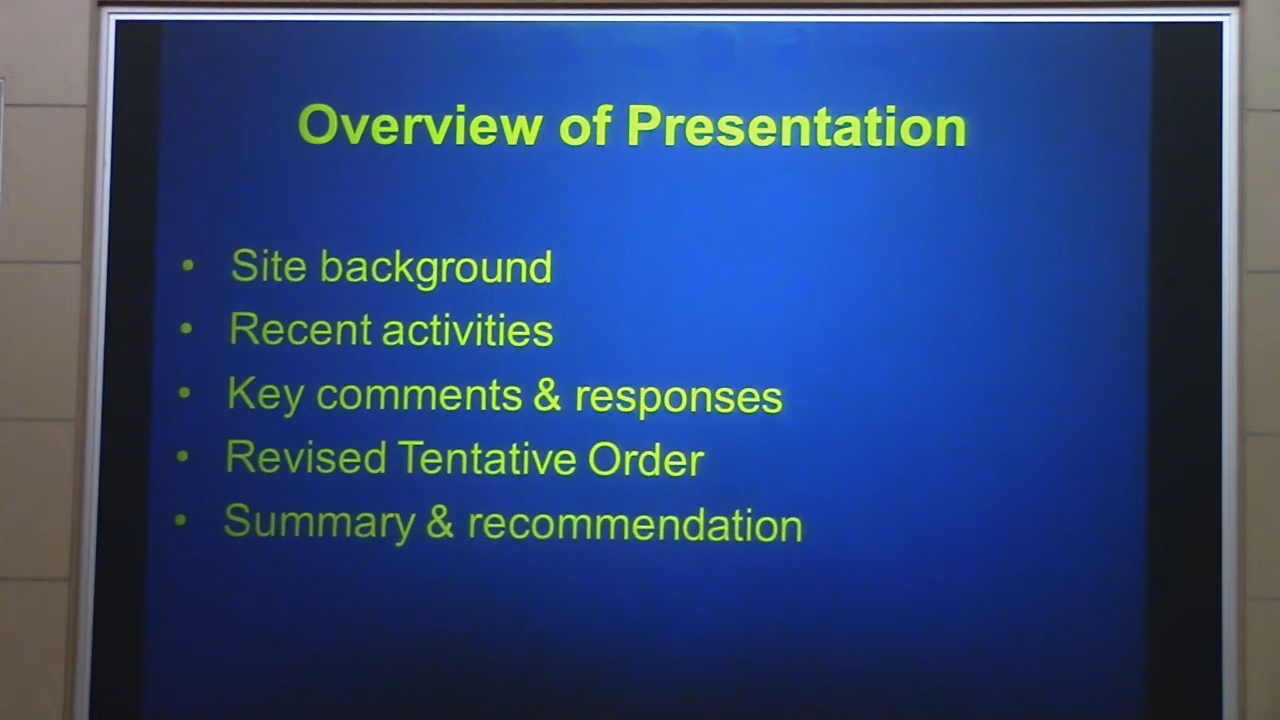 Overview of Presentation
• Site background
• Recent activities
• Key comments & responses
• Revised Tentative Order
• Summary & recommendation